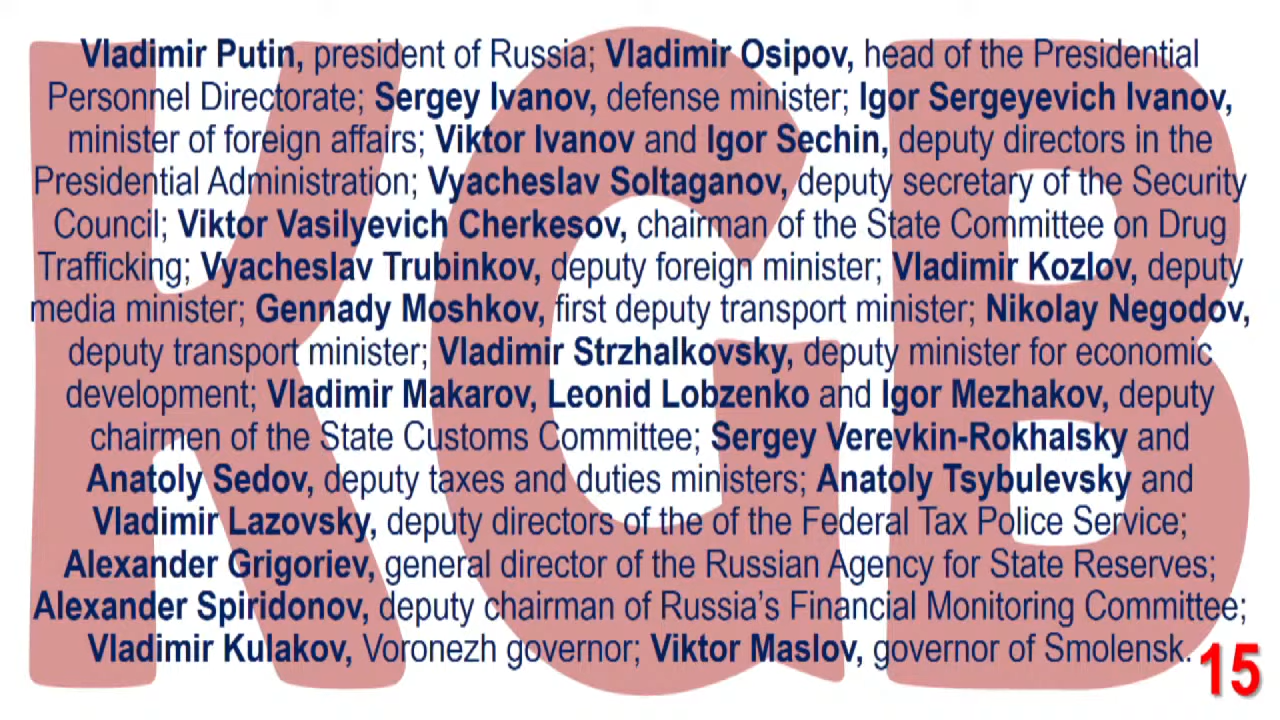 Vladimir Putin, president of Russia; Vladimir Osipov, head of the Presidential
Personnel Directorate; Sergey Ivanov, defense minister; Igor Sergeyevich Ivanov,
minister of foreign affairs; Viktor Ivanov and Igor Sechin, deputy directors in the
Presidential Administration; Vyacheslav Soltaganov, deputy secretary of the Security
Council; Viktor Vasilyevich Cherkesov, chairman of the State Committee on Drug
Trafficking; Vyacheslav Trubinkov, deputy foreign minister; Vladimir Kozlov, deputy
media minister; Gennady Moshkov, first deputy transport minister; Nikolay Negodov,
deputy transport minister; Vladimir Strzhalkovsky, deputy minister for economic
development; Vladimir Makarov, Leonid Lobzenko and Igor Mezhakov, deputy
chairmen of the State Customs Committee; Sergey Verevkin-Rokhalsky and
Anatoly Sedov, deputy taxes and duties ministers; Anatoly Tsybulevsky and
Vladimir Lazovsky, deputy directors of the of the Federal Tax Police Service;
Alexander Grigoriev, general director of the Russian Agency for State Reserves;
Alexander Spiridonov, deputy chairman of Russia's Financial Monitoring Committee;
Vladimir Kulakov, Voronezh governor; Viktor Maslov, governor of Smolensk.
15
KGB